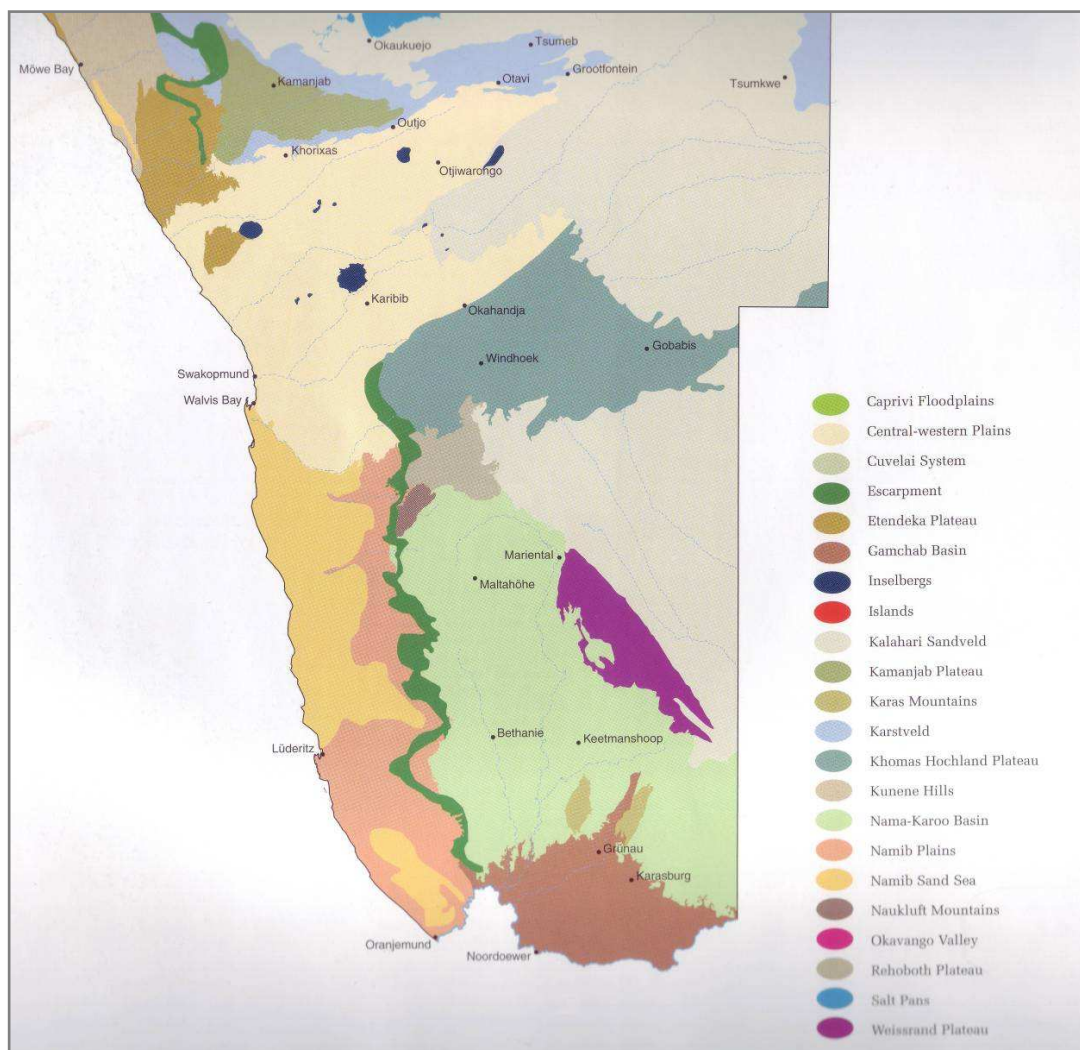 Okaukuejo
Tsumeb
Möwe Bay
Grootfontein
Otavi
Tsumkwe
Kamanjab
Outjo
Khorixas
Otjiwarongo
Karibib
Okahandja
Gobabis
Windhoek
Swakopmund
Walvis Bay
Mariental
Maltahöhe
Bethanie
Keetmanshoop
Lüderitz
Grünau
Karasburg
Oranjemund
Noordoewer
Caprivi Floodplains
Central-western Plains
Cuvelai System
Escarpment
Etendeka Plateau
Gamchab Basin
Inselbergs
Islands
Kalahari Sandveld
Kamanjab Plateau
Karas Mountains
Karstveld
Khomas Hochland Plateau
Kunene Hills
Nama-Karoo Basin
Namib Plains
Namib Sand Sea
Naukluft Mountains
Okavango Valley
Rehoboth Plateau
Salt Pans
Weissrand Plateau